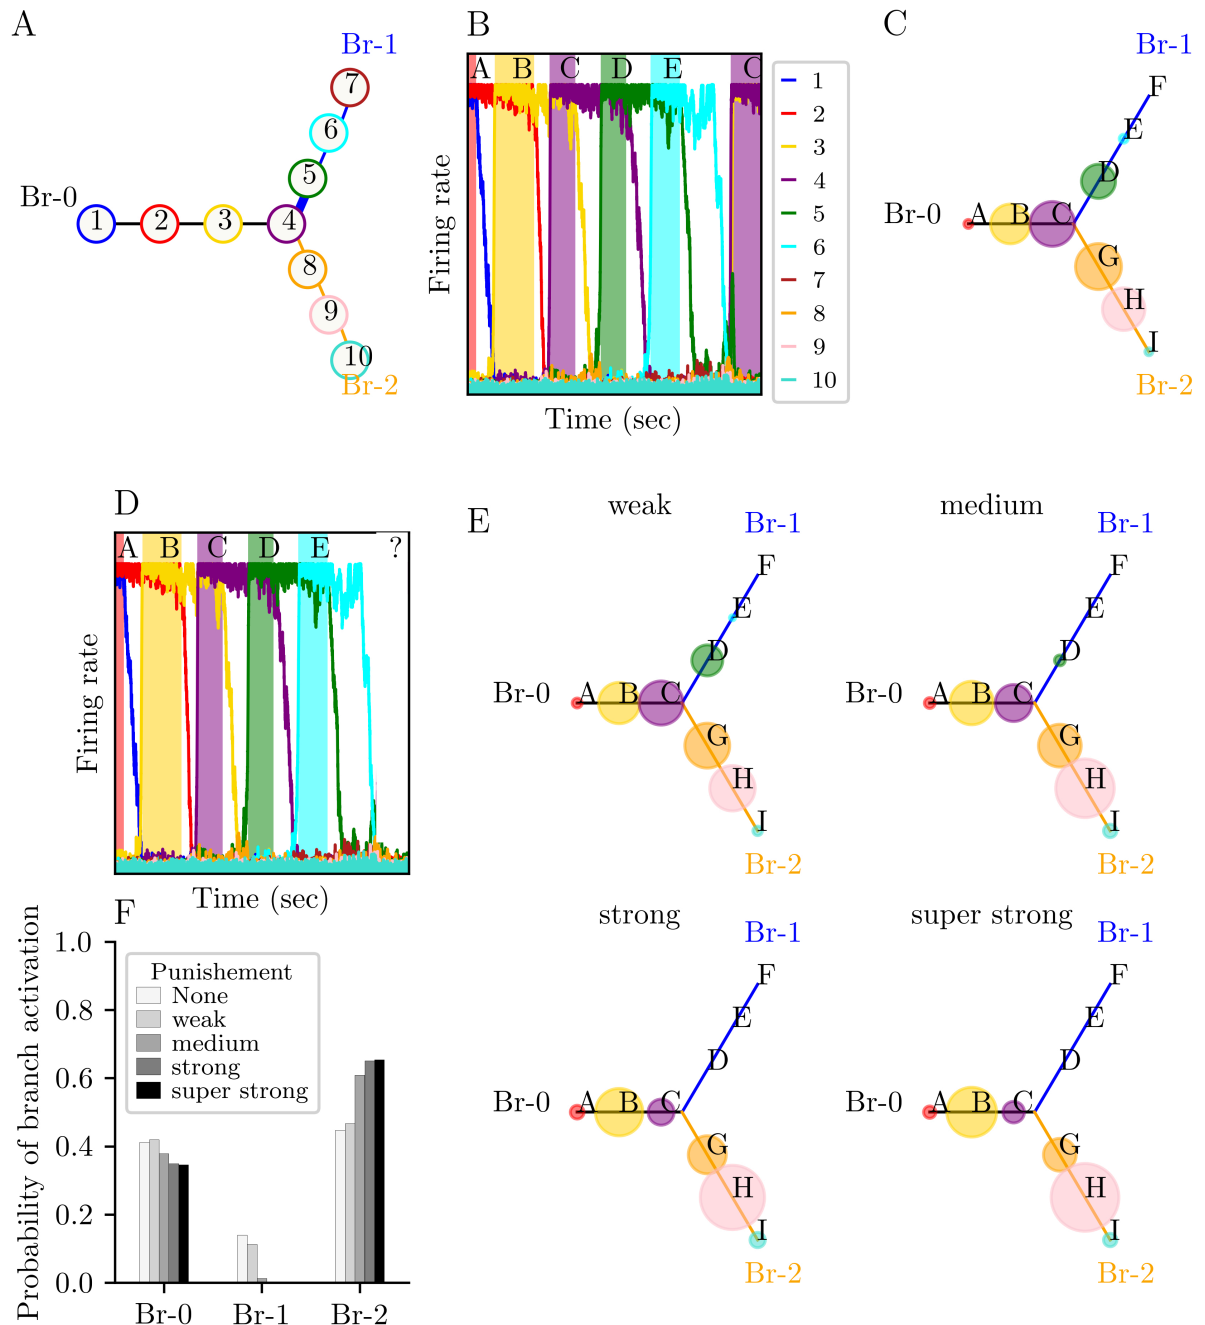 A
Br-1
7
6
5
Br-0
1
2
3
4
8
9
10
Br-2
B
A B C D E C
Firing rate
Time (sec)
1
2
3
4
5
6
7
8
9
10
C
Br-1
F
E
D
Br-0
A B C
G
H
I
Br-2
D
A B C D E ?
Firing rate
Time (sec)
E
weak
Br-1
F
E
D
Br-0
A B C
G
H
I
Br-2
medium
Br-1
F
E
D
Br-0
A B C
G
H
I
Br-2
strong
Br-1
F
E
D
Br-0
A B C
G
H
I
Br-2
super strong
Br-1
F
E
D
Br-0
A B C
G
H
I
Br-2
F
Probability of branch activation
1.0
0.8
0.6
0.4
0.2
0.0
Punishement
None
weak
medium
strong
super strong
Br-0 Br-1 Br-2